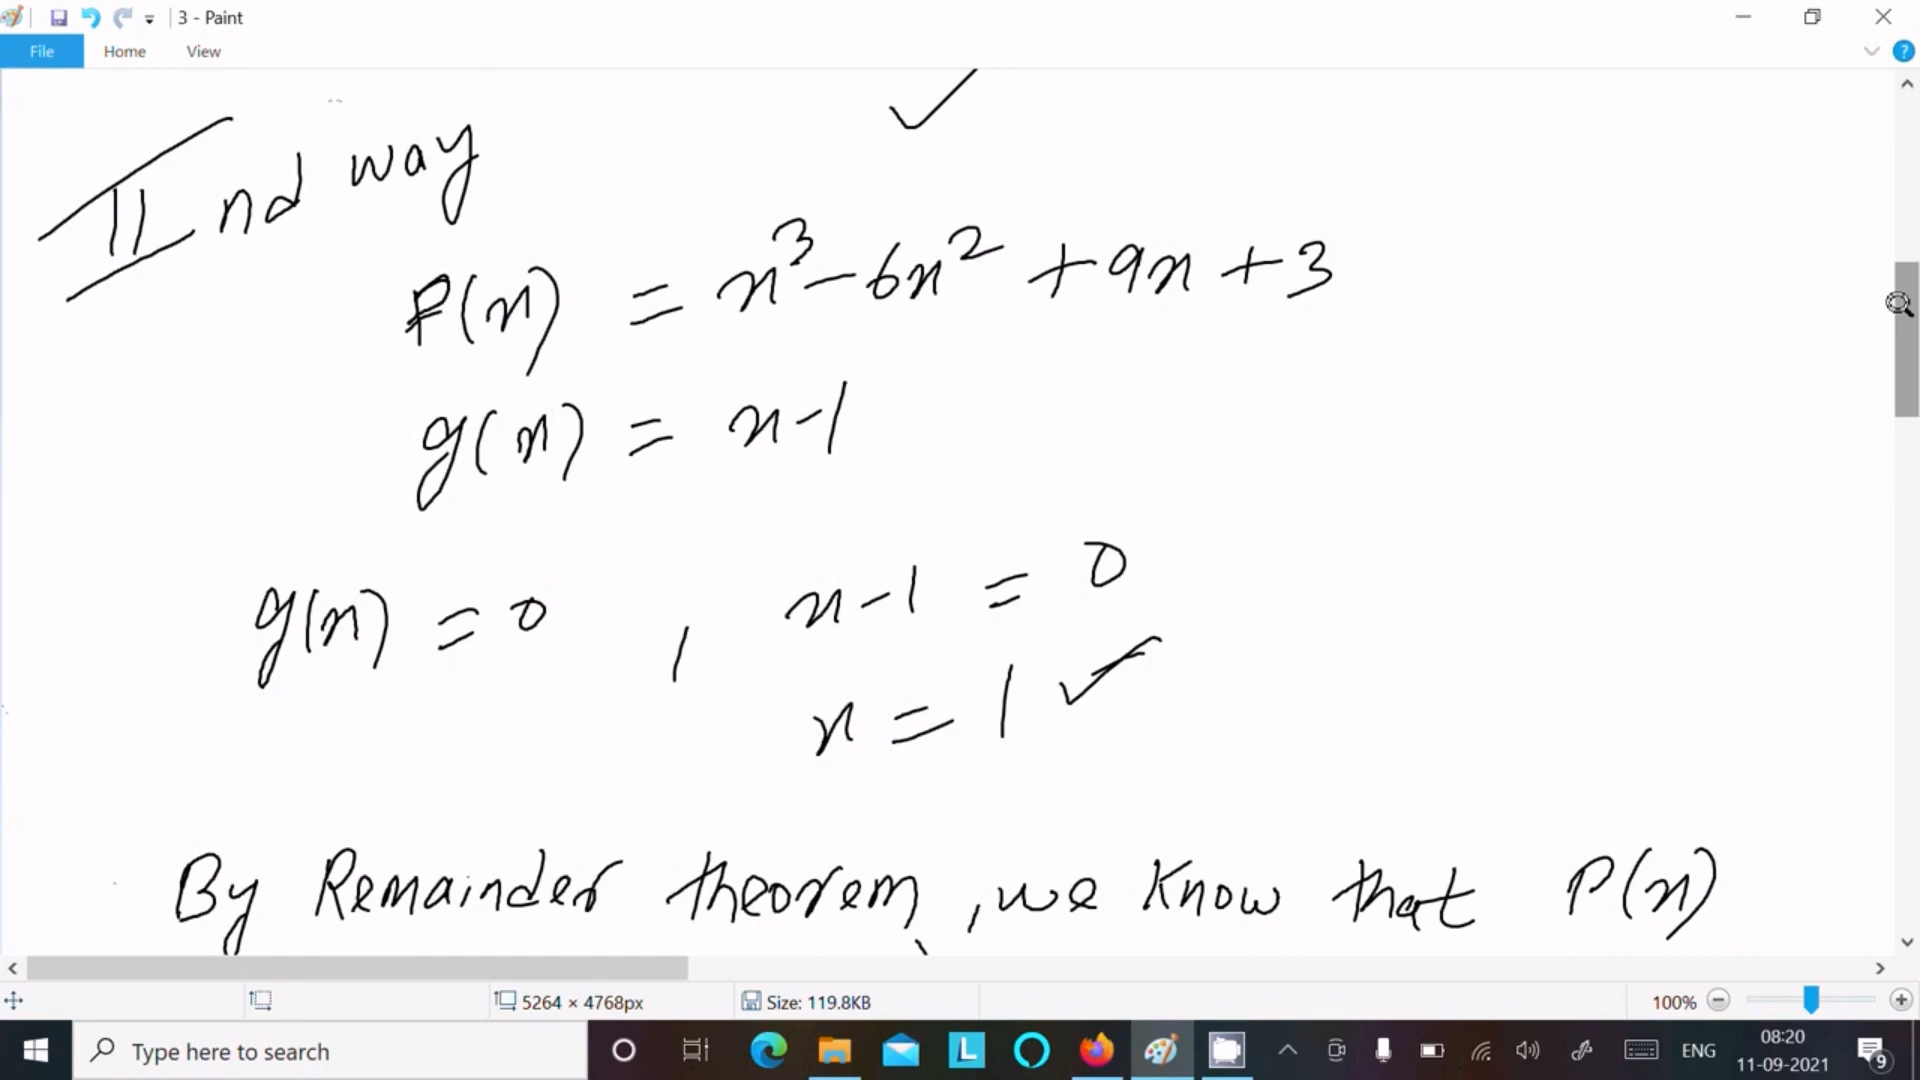 3 - Paint
File Home View
IInd way
P(x) = x³ - 6x² + 9x + 3
g(x) = x - 1
g(x) = 0 , x - 1 = 0
x = 1 ✓
By Remainder theorem, we know that P(x)
5264 × 4768px Size: 119.8KB 100%
Type here to search
L
ENG
08:20
11-09-2021
9